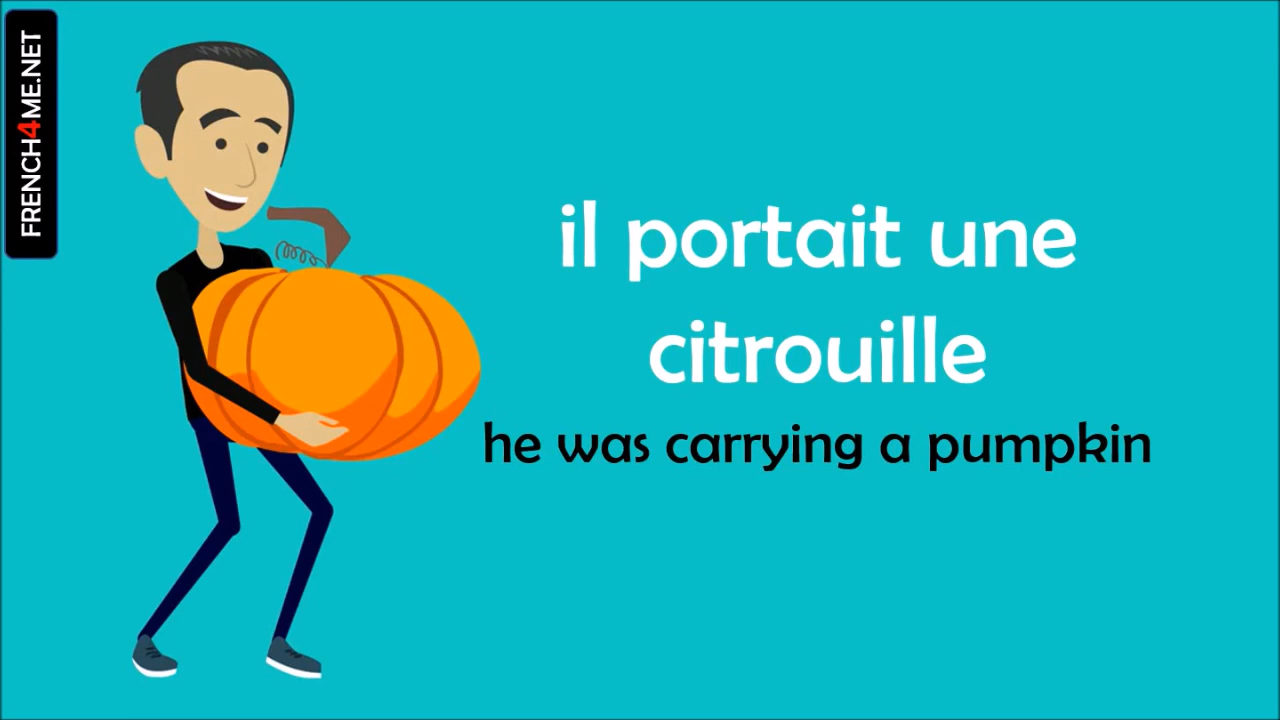 FRENCH4ME.NET
il portait une
citrouille
he was carrying a pumpkin